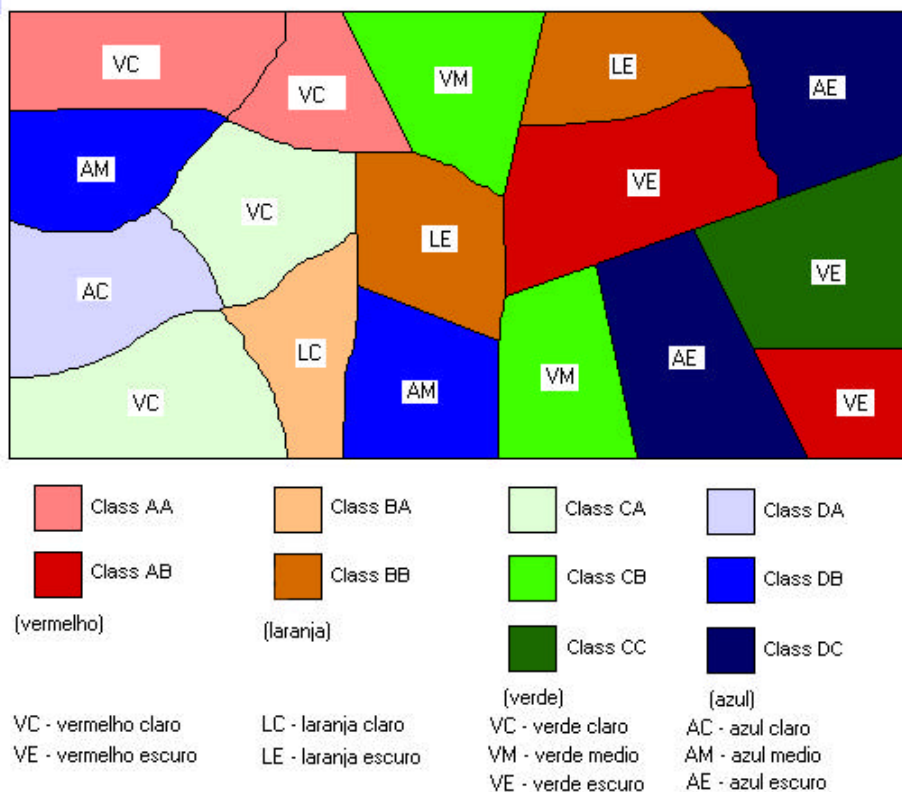 VC
VC
VM
LE
AE
AM
VC
VE
LE
AC
VE
LC
VC
AM
VM
AE
VE
Class AA
Class BA
Class CA
Class DA
Class AB
Class BB
Class CB
Class DB
(vermelho)
(laranja)
Class CC
Class DC
(verde)
(azul)
VC - vermelho claro
LC - laranja claro
VC - verde claro
AC - azul claro
VE - vermelho escuro
LE - laranja escuro
VM - verde medio
AM - azul medio
VE - verde escuro
AE - azul escuro